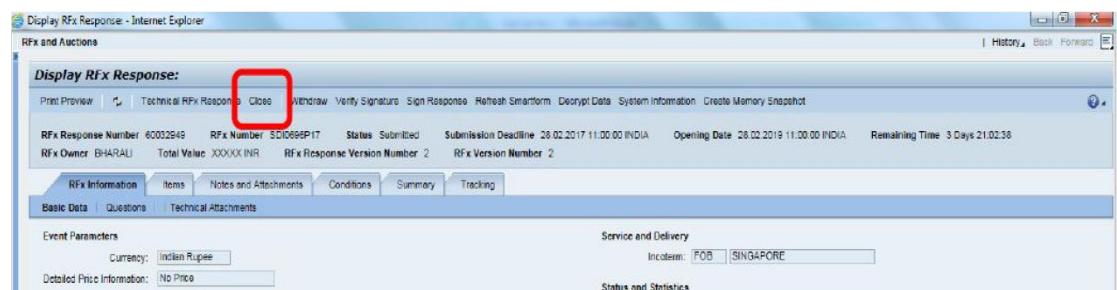 Display RFx Response: - Internet Explorer
RFx and Auctions | History Back Forward
Display RFx Response:
Print Preview Technical RFx Response Close Withdraw Verify Signature Sign Response Refresh Smartform Decrypt Data System Information Create Memory Snapshot
RFx Response Number 60032949 RFx Number SDI0696P17 Status Submitted Submission Deadline 28.02.2017 11:00:00 INDIA Opening Date 28.02.2019 11:00:00 INDIA Remaining Time 3 Days 21:02:38
RFx Owner BHARALI Total Value XXXXX INR RFx Response Version Number 2 RFx Version Number 2
RFx Information Items Notes and Attachments Conditions Summary Tracking
Basic Data Questions Technical Attachments
Event Parameters Service and Delivery
Currency: Indian Rupee Incoterm: FOB SINGAPORE
Detailed Price Information: No Price
Status and Statistics